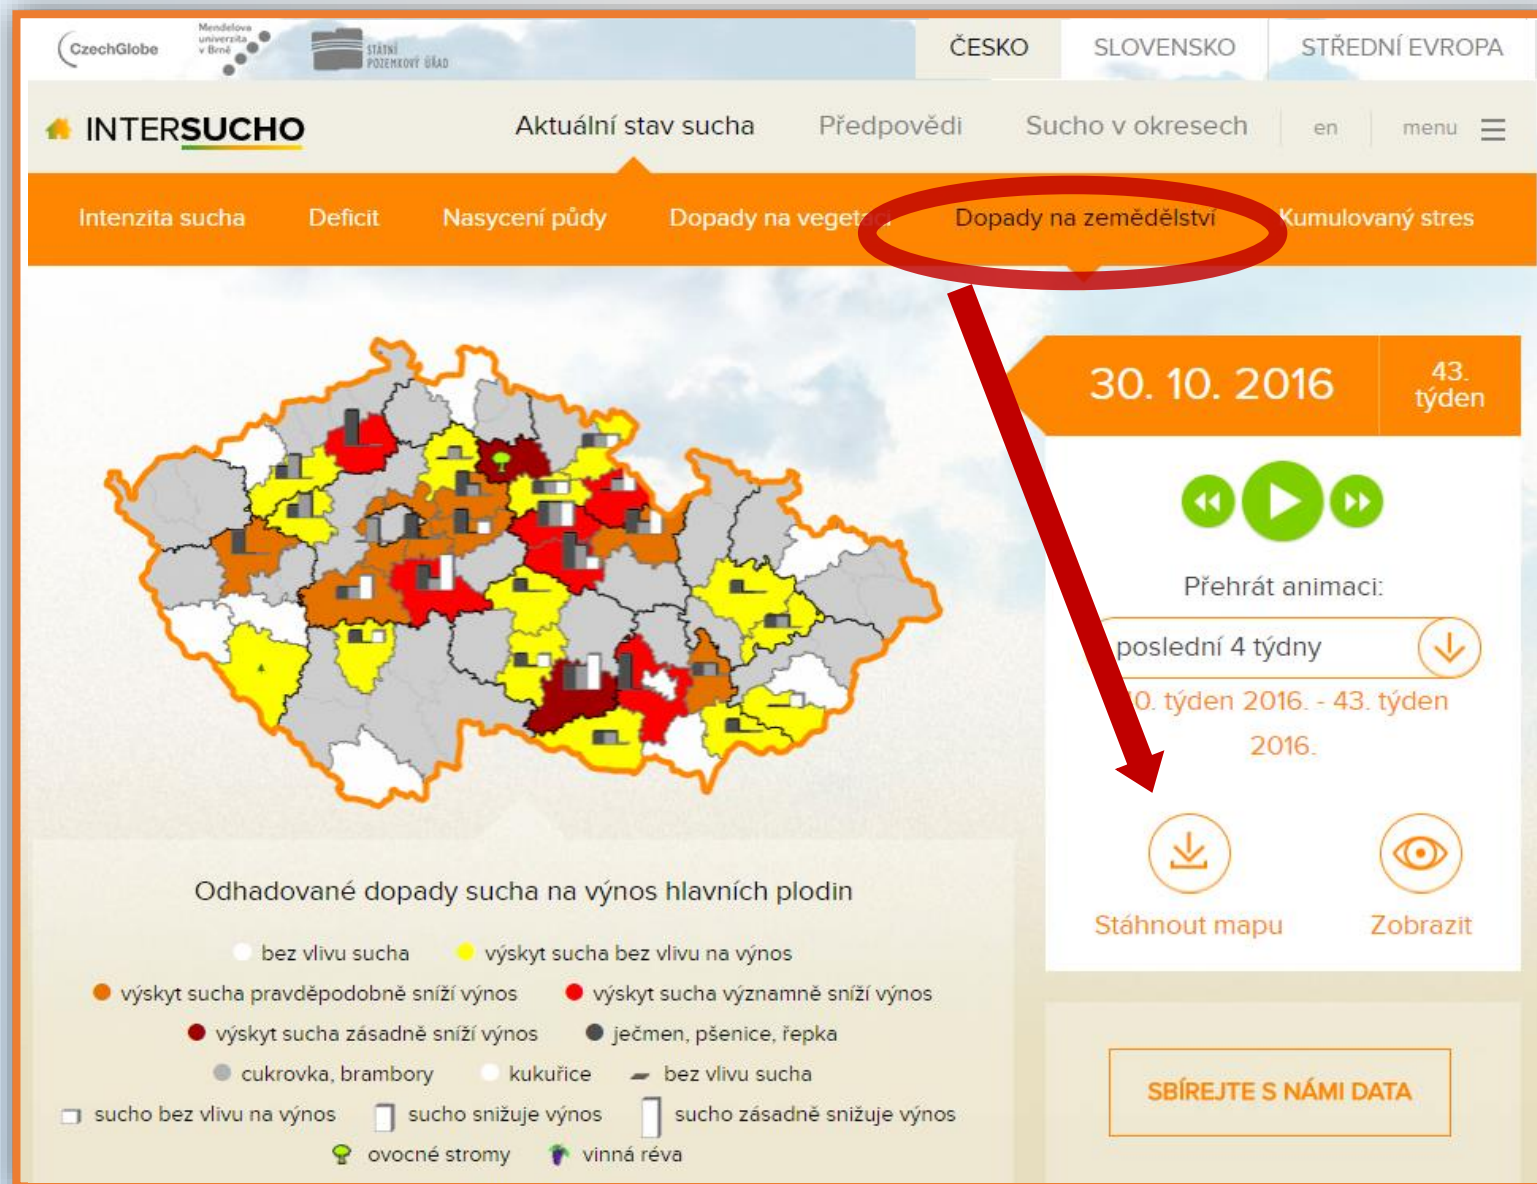 CzechGlobe
Mendelova
univerzita
v Brně
STÁTNÍ
POZEMKOVÝ ÚŘAD
ČESKO
SLOVENSKO
STŘEDNÍ EVROPA
INTERSUCHO
Aktuální stav sucha
Předpovědi
Sucho v okresech
en
menu
Intenzita sucha
Deficit
Nasycení půdy
Dopady na vegetaci
Dopady na zemědělství
Kumulovaný stres
30. 10. 2016
43.
týden
Přehrát animaci:
poslední 4 týdny
0. týden 2016. - 43. týden
2016.
Stáhnout mapu
Zobrazit
Odhadované dopady sucha na výnos hlavních plodin
bez vlivu sucha výskyt sucha bez vlivu na výnos
výskyt sucha pravděpodobně sníží výnos výskyt sucha významně sníží výnos
výskyt sucha zásadně sníží výnos ječmen, pšenice, řepka
cukrovka, brambory kukuřice bez vlivu sucha
sucho bez vlivu na výnos sucho snižuje výnos sucho zásadně snižuje výnos
ovocné stromy vinná réva
SBÍREJTE S NÁMI DATA